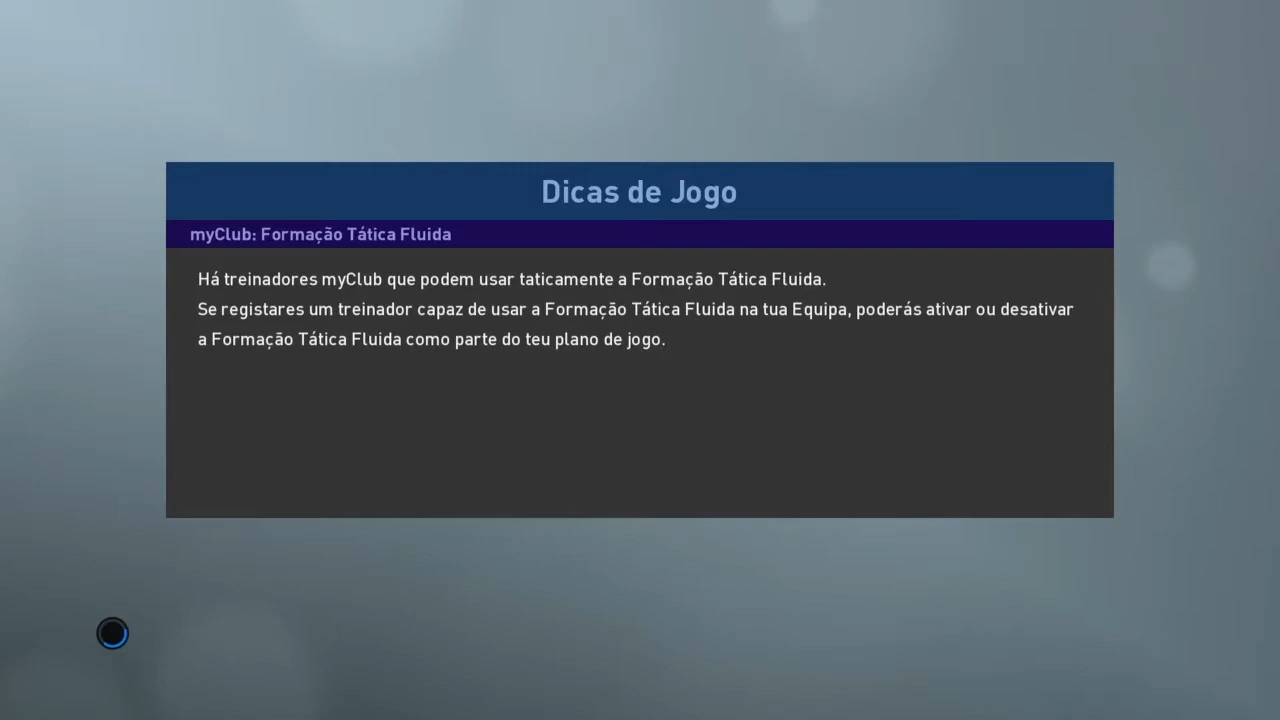 Dicas de Jogo
myClub: Formação Tática Fluida
Há treinadores myClub que podem usar taticamente a Formação Tática Fluida.
Se registares um treinador capaz de usar a Formação Tática Fluida na tua Equipa, poderás ativar ou desativar
a Formação Tática Fluida como parte do teu plano de jogo.